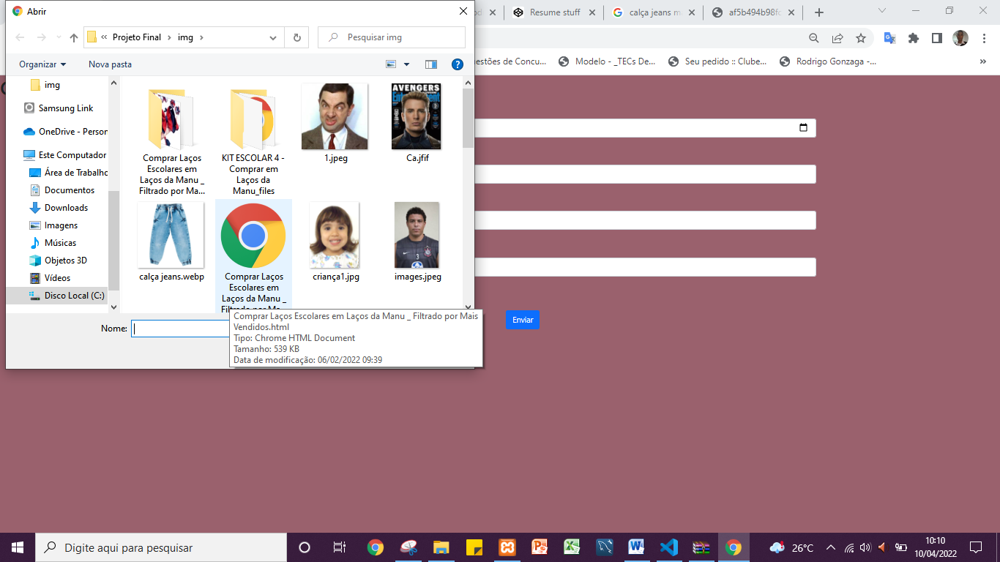 Abrir
Resume stuff
calça jeans m
af5b494b98fc
Projeto Final
img
Pesquisar img
Organizar
Nova pasta
estões de Concu...
Modelo - _TECs De...
Seu pedido :: Clube...
Rodrigo Gonzaga -...
img
Samsung Link
OneDrive - Person
Este Computador
Área de Trabalho
Documentos
Downloads
Imagens
Músicas
Objetos 3D
Vídeos
Disco Local (C:)
Comprar Laços
Escolares em
Laços da Manu _
Filtrado por Ma...
KIT ESCOLAR 4 -
Comprar em
Laços da
Manu_files
1.jpeg
AVENGERS
Ca.jfif
calça jeans.webp
Comprar Laços
Escolares em
Laços da Manu _
Filtrado por Ma...
criança1.jpg
3
images.jpeg
Nome:
Comprar Laços Escolares em Laços da Manu _ Filtrado por Mais
Vendidos.html
Tipo: Chrome HTML Document
Tamanho: 539 KB
Data de modificação: 06/02/2022 09:39
Enviar
Digite aqui para pesquisar
26°C
10:10
10/04/2022